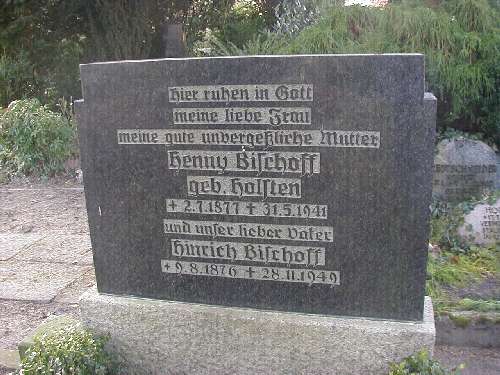 Hier ruhen in Gott
meine liebe Frau
meine gute unvergeßliche Mutter
Henny Bischoff
geb. Holsten
+ 2.7.1877 + 31.5.1941
und unser lieber Vater
Hinrich Bischoff
+ 9.8.1876 + 28.11.1949